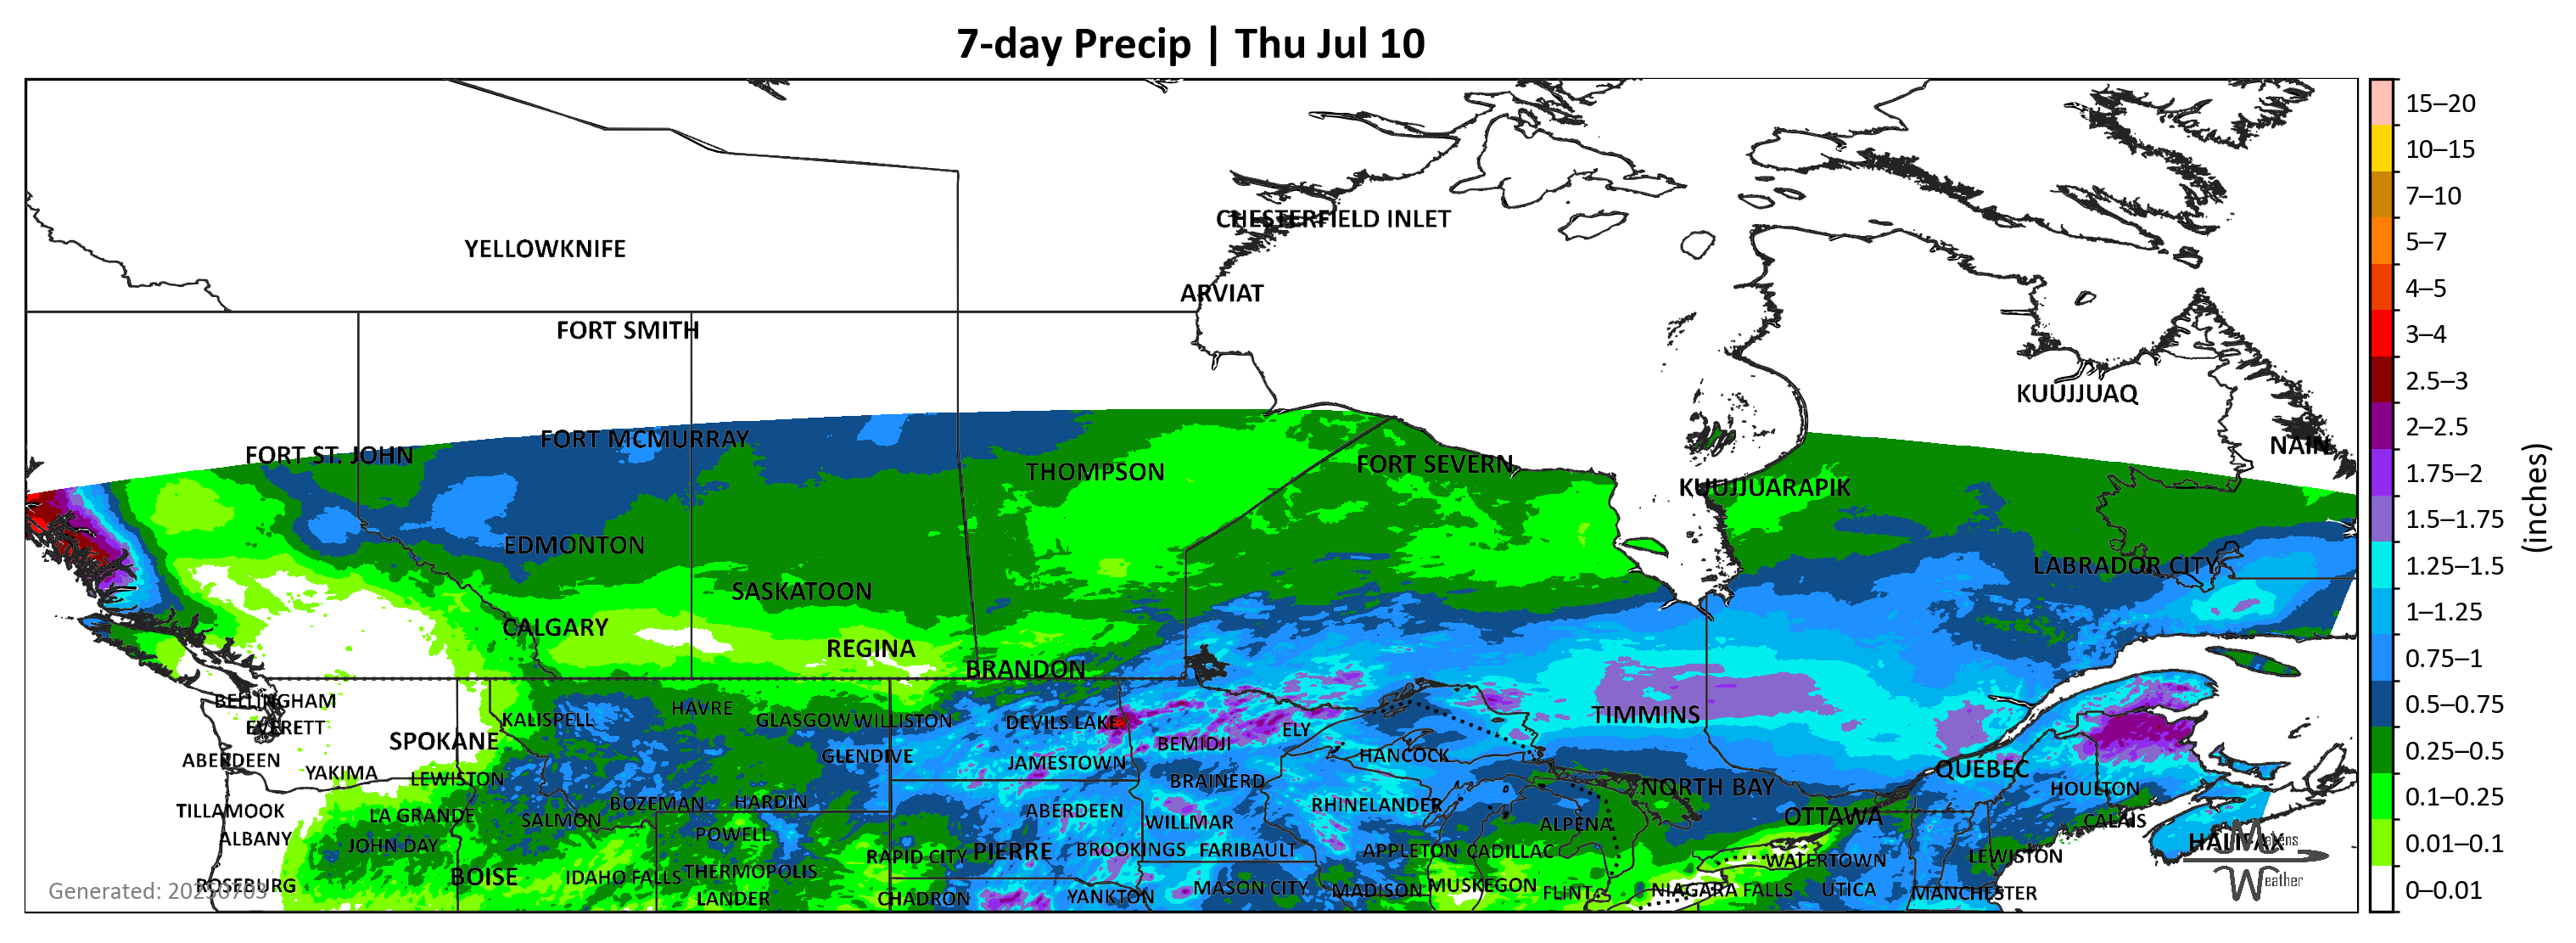 7-day Precip | Thu Jul 10
CHESTERFIELD INLET
YELLOWKNIFE
ARVIAT
FORT SMITH
KUUJJUAQ
NAIN
FORT ST. JOHN
FORT MCMURRAY
THOMPSON
FORT SEVERN
KUUJJUARAPIK
EDMONTON
LABRADOR CITY
SASKATOON
CALGARY
REGINA
BRANDON
BELLINGHAM
EVERETT
KALISPELL
HAVRE
GLASGOW
WILLISTON
DEVILS LAKE
TIMMINS
SPOKANE
BEMIDJI
ELY
ABERDEEN
GLENDIVE
JAMESTOWN
HANCOCK
YAKIMA
LEWISTON
BRAINERD
NORTH BAY
QUÉBEC
HOULTON
TILLAMOOK
LA GRANDE
BOZEMAN
HARDIN
ABERDEEN
RHINELANDER
SALMON
WILLMAR
ALPENA
OTTAWA
CALAIS
ALBANY
JOHN DAY
POWELL
RAPID CITY
PIERRE
BROOKINGS
FARIBAULT
APPLETON
CADILLAC
WATERTOWN
LEWISTON
HALIFAX
ROSEBURG
BOISE
IDAHO FALLS
THERMOPOLIS
LANDER
CHADRON
YANKTON
MASON CITY
MADISON
MUSKEGON
FLINT
NIAGARA FALLS
UTICA
MANCHESTER
Generated: 20250703
Weather
15–20
10–15
7–10
5–7
4–5
3–4
2.5–3
2–2.5
1.75–2
1.5–1.75
1.25–1.5
1–1.25
0.75–1
0.5–0.75
0.25–0.5
0.1–0.25
0.01–0.1
0–0.01
(inches)